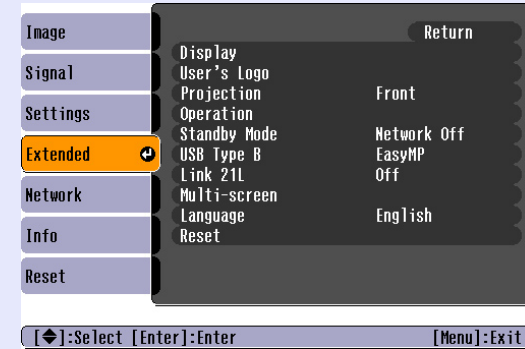 Image
Signal
Settings
Extended
Network
Info
Reset
Return
Display
User's Logo
Projection Front
Operation
Standby Mode Network Off
USB Type B EasyMP
Link 21L Off
Multi-screen
Language English
Reset
[◆]:Select [Enter]:Enter [Menu]:Exit